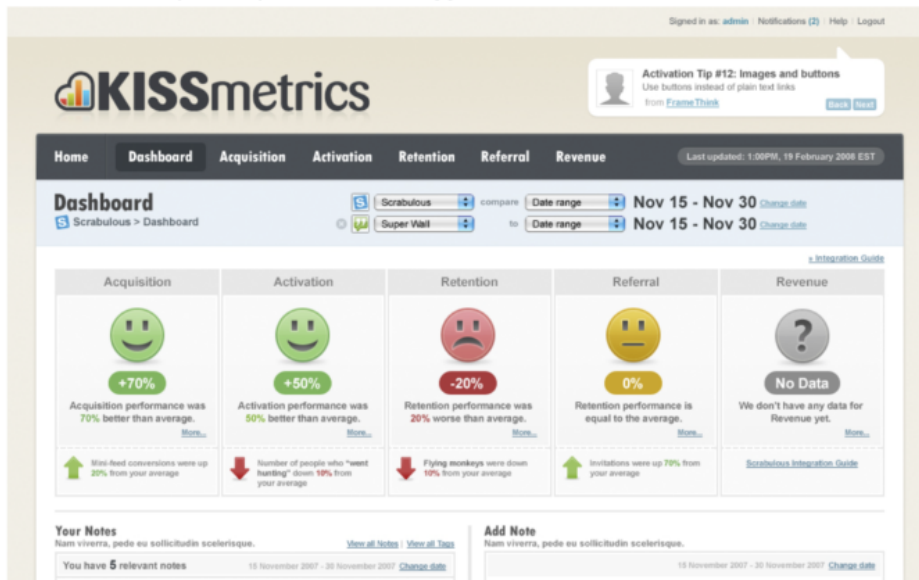 Signed in as: admin | Notifications (2) | Help | Logout
KISSmetrics
Activation Tip #12: Images and buttons
Use buttons instead of plain text links
from FrameThink
Back Next
Home Dashboard Acquisition Activation Retention Referral Revenue
Last updated: 1:00PM, 19 February 2008 EST
Dashboard
S Scrabulous > Dashboard
S Scrabulous compare Date range Nov 15 - Nov 30 Change date
Super Wall to Date range Nov 15 - Nov 30 Change date
» Integration Guide
Acquisition
+70%
Acquisition performance was
70% better than average.
More...
Mini-feed conversions were up
20% from your average
Activation
+50%
Activation performance was
50% better than average.
More...
Number of people who "went
hunting" down 10% from
your average
Retention
-20%
Retention performance was
20% worse than average.
More...
Flying monkeys were down
10% from your average
Referral
0%
Retention performance is
equal to the average.
More...
Invitations were up 70% from
your average
Revenue
?
No Data
We don't have any data for
Revenue yet.
More...
Scrabulous Integration Guide
Your Notes
Nam viverra, pede eu sollicitudin scelerisque.
View all Notes | View all Tags
You have 5 relevant notes
15 November 2007 - 30 November 2007 Change date
Add Note
Nam viverra, pede eu sollicitudin scelerisque.
15 November 2007 - 30 November 2007 Change date